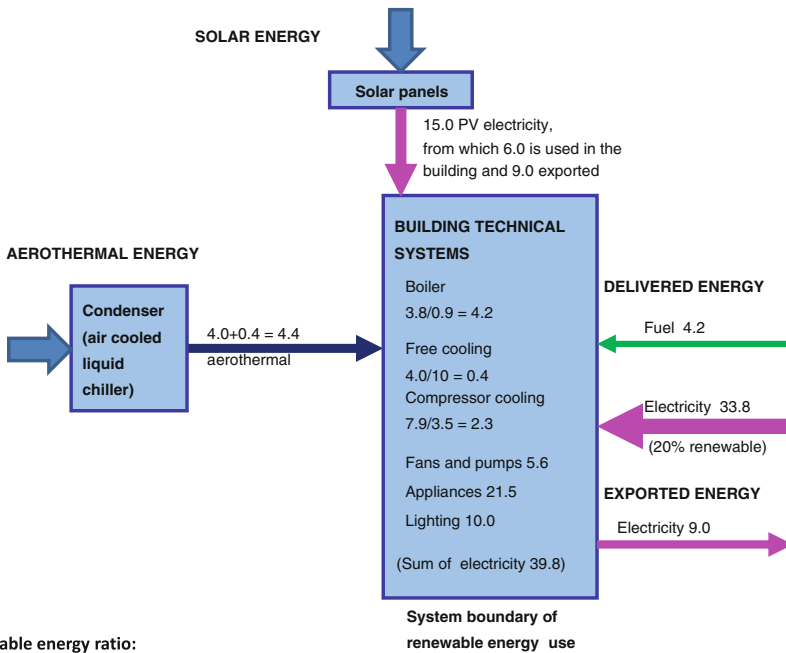 SOLAR ENERGY
Solar panels
15.0 PV electricity,
from which 6.0 is used in the
building and 9.0 exported
AEROTHERMAL ENERGY
Condenser
(air cooled
liquid
chiller)
4.0+0.4 = 4.4
aerothermal
BUILDING TECHNICAL
SYSTEMS
Boiler
3.8/0.9 = 4.2
Free cooling
4.0/10 = 0.4
Compressor cooling
7.9/3.5 = 2.3
Fans and pumps 5.6
Appliances 21.5
Lighting 10.0
(Sum of electricity 39.8)
DELIVERED ENERGY
Fuel 4.2
Electricity 33.8
(20% renewable)
EXPORTED ENERGY
Electricity 9.0
System boundary of
renewable energy use
able energy ratio: